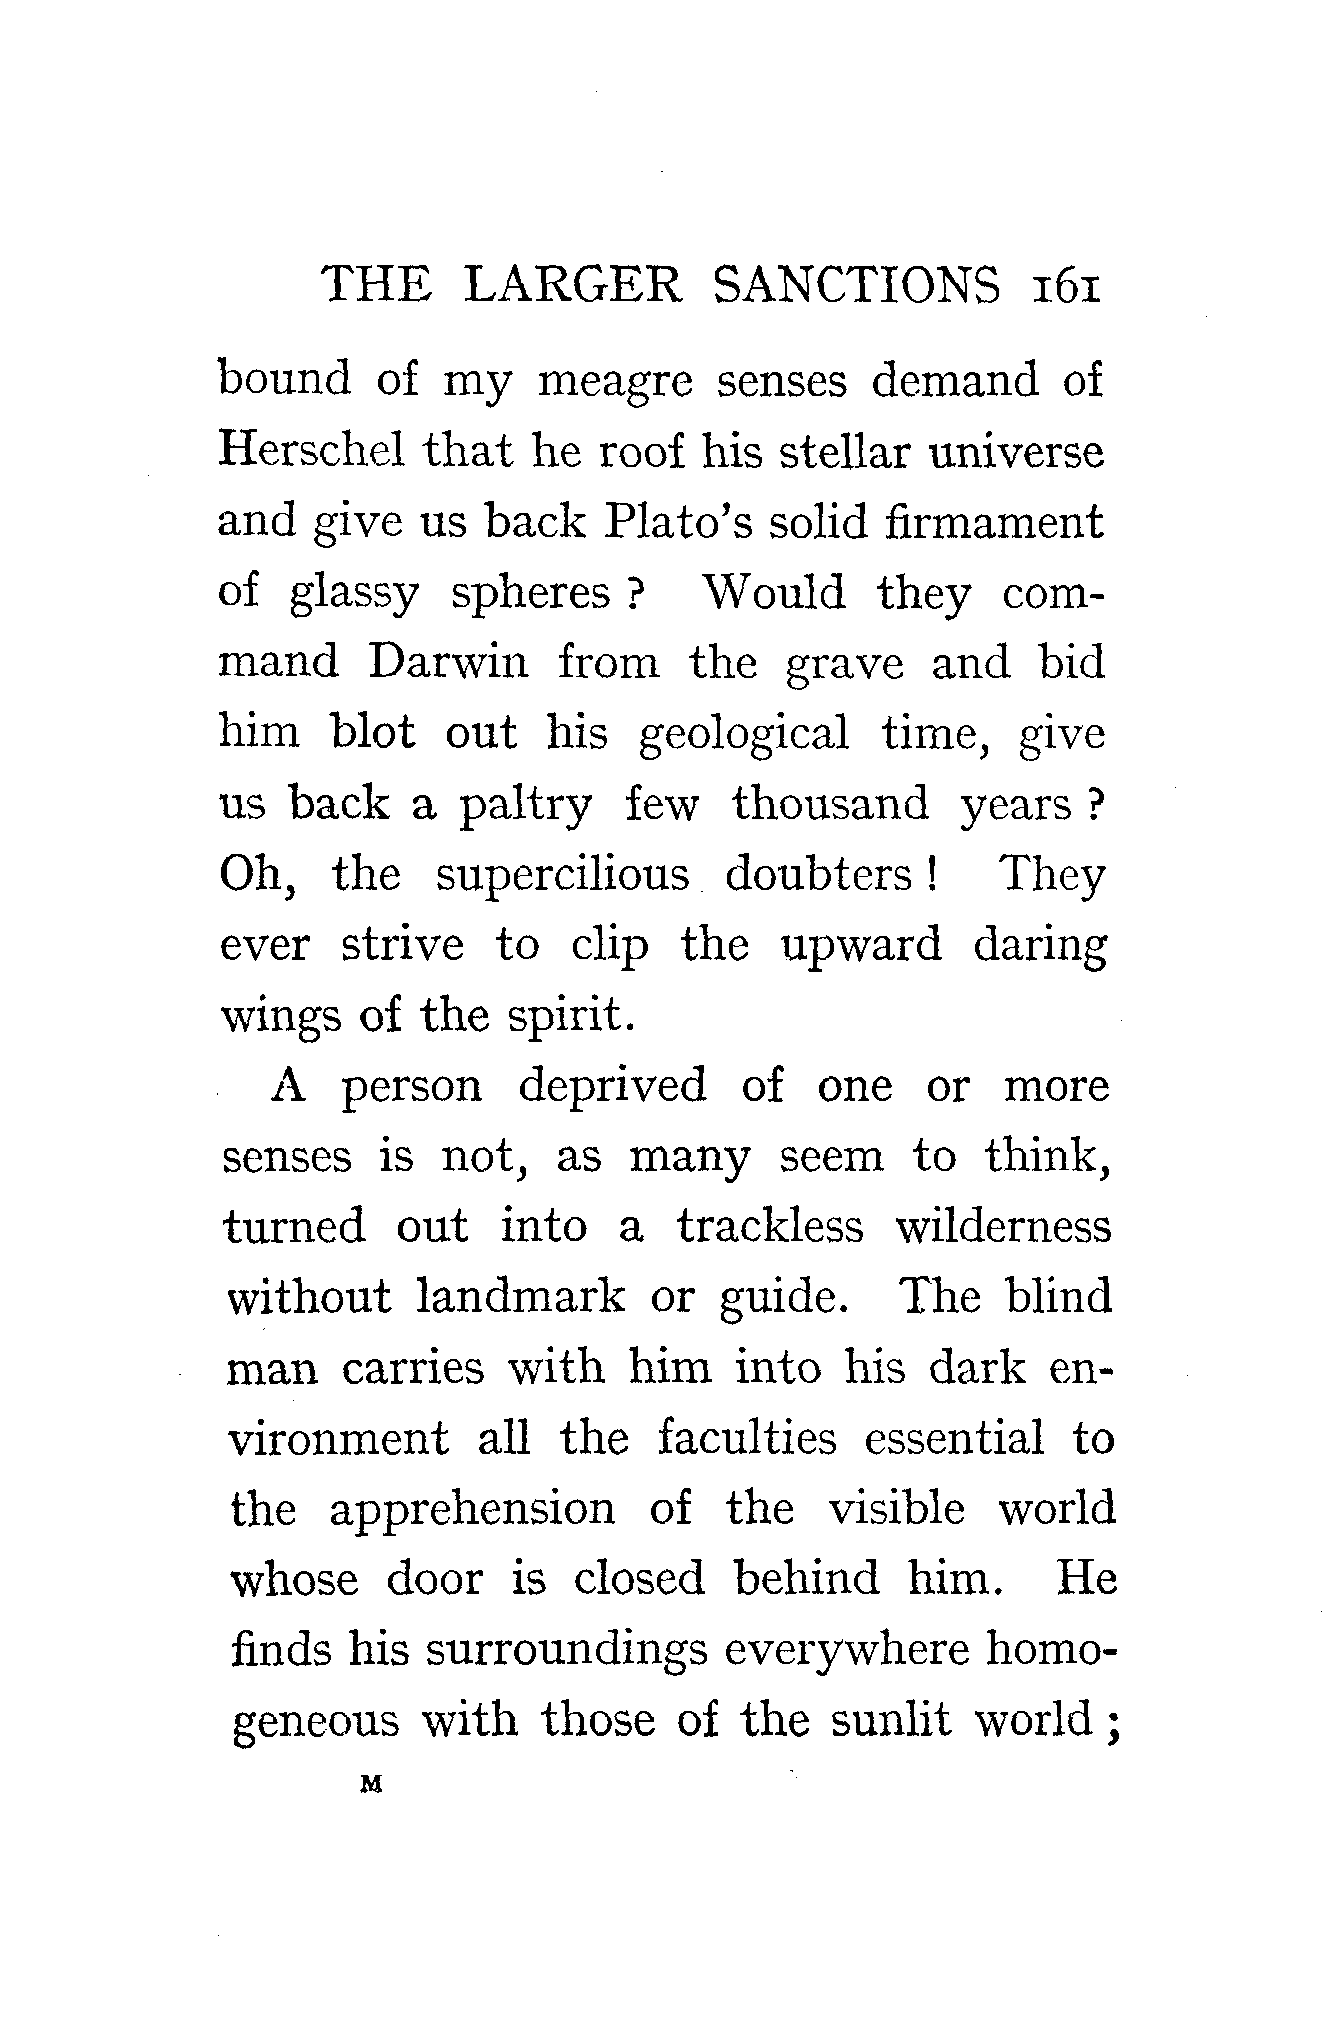 THE LARGER SANCTIONS 161
bound of my meagre senses demand of
Herschel that he roof his stellar universe
and give us back Plato's solid firmament
of glassy spheres ? Would they com-
mand Darwin from the grave and bid
him blot out his geological time, give
us back a paltry few thousand years ?
Oh, the supercilious doubters ! They
ever strive to clip the upward daring
wings of the spirit.
A person deprived of one or more
senses is not, as many seem to think,
turned out into a trackless wilderness
without landmark or guide. The blind
man carries with him into his dark en-
vironment all the faculties essential to
the apprehension of the visible world
whose door is closed behind him. He
finds his surroundings everywhere homo-
geneous with those of the sunlit world ;
M